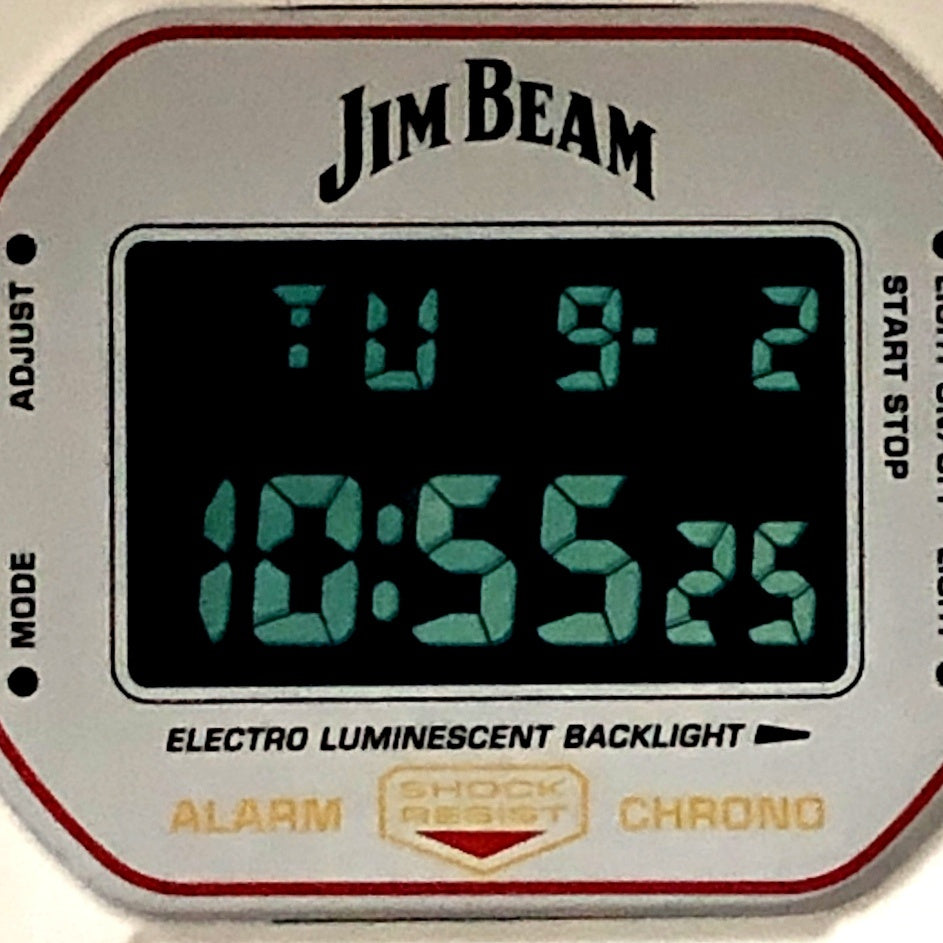 JIM BEAM
ADJUST
START STOP
TU 9-2
10:55 25
MODE
ELECTRO LUMINESCENT BACKLIGHT
ALARM
SHOCK
RESIST
CHRONO